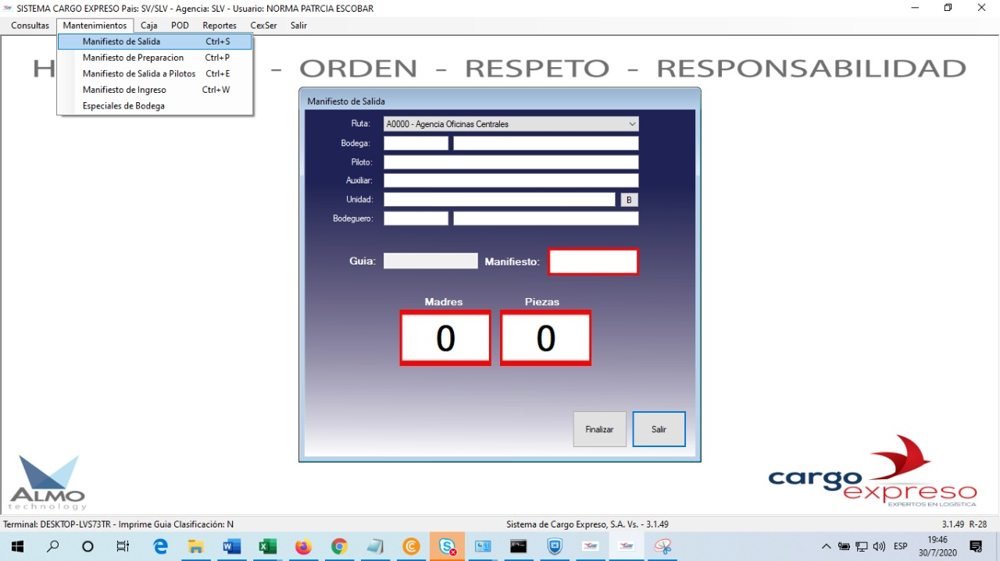 SISTEMA CARGO EXPRESO Pais: SV/SLV - Agencia: SLV - Usuario: NORMA PATRCIA ESCOBAR
Consultas Mantenimientos Caja POD Reportes CexSer Salir
Manifiesto de Salida Ctrl+S
Manifiesto de Preparacion Ctrl+P
Manifiesto de Salida a Pilotos Ctrl+E
Manifiesto de Ingreso Ctrl+W
Especiales de Bodega
H - ORDEN - RESPETO - RESPONSABILIDAD
Manifiesto de Salida
Ruta: A0000 - Agencia Oficinas Centrales
Bodega:
Piloto:
Auxiliar:
Unidad: B
Bodeguero:
Guia: Manifiesto:
Madres Piezas
0 0
Finalizar Salir
ALMO
technology
cargo
expreso
EXPERTOS EN LOGÍSTICA
Terminal: DESKTOP-LVS73TR - Imprime Guia Clasificación: N Sistema de Cargo Expreso, S.A. Vs. - 3.1.49 3.1.49 R-28
ESP 19:46
30/7/2020